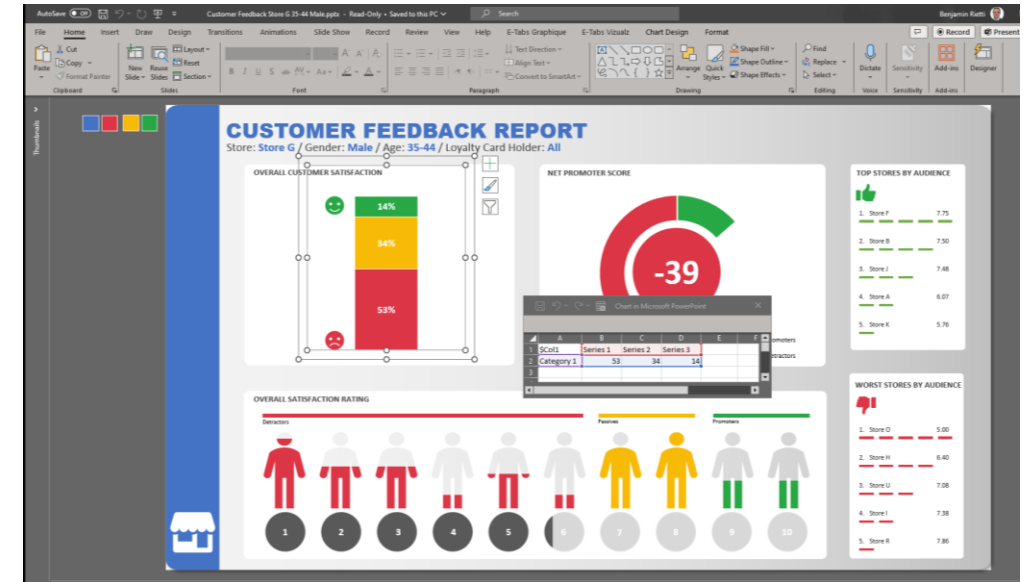 AutoSave Off Customer Feedback Store G 35-44 Male.pptx - Read-Only • Saved to this PC Search Benjamin Rietti
File Home Insert Draw Design Transitions Animations Slide Show Record Review View Help E-Tabs Graphique E-Tabs Vizualz Chart Design Format Record Present
Paste Cut Copy Format Painter
New Slide Reuse Slides Layout Reset Section
Text Direction Align Text Convert to SmartArt
Arrange Quick Styles Shape Fill Shape Outline Shape Effects
Find Replace Select
Dictate Sensitivity Add-ins Designer
Clipboard Slides Font Paragraph Drawing Editing Voice Sensitivity Add-ins
Thumbnails
CUSTOMER FEEDBACK REPORT
Store: Store G / Gender: Male / Age: 35-44 / Loyalty Card Holder: All
OVERALL CUSTOMER SATISFACTION
14%
34%
53%
NET PROMOTER SCORE
-39
Chart in Microsoft PowerPoint
A B C D E F
1 $Col1 Series 1 Series 2 Series 3
2 Category 1 53 34 14
3
TOP STORES BY AUDIENCE
1. Store F 7.75
2. Store B 7.50
3. Store J 7.48
4. Store A 6.07
5. Store K 5.76
WORST STORES BY AUDIENCE
1. Store O 5.00
2. Store H 6.40
3. Store U 7.08
4. Store I 7.38
5. Store R 7.86
OVERALL SATISFACTION RATING
Detractors Passives Promoters
1 2 3 4 5 6 7 8 9 10